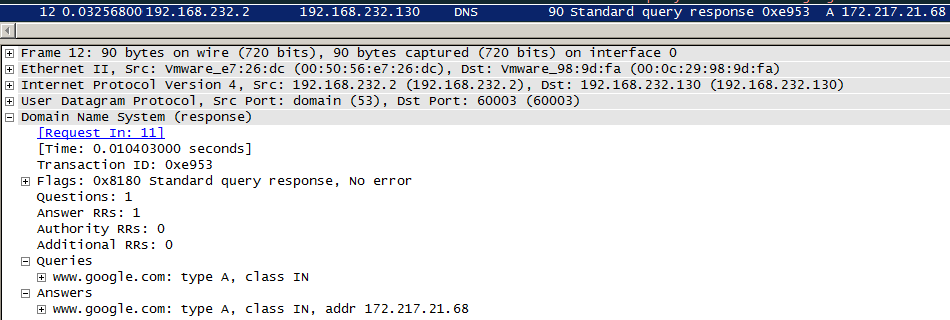 12 0.03256800 192.168.232.2 192.168.232.130 DNS 90 Standard query response 0xe953 A 172.217.21.68
Frame 12: 90 bytes on wire (720 bits), 90 bytes captured (720 bits) on interface 0
Ethernet II, Src: Vmware_e7:26:dc (00:50:56:e7:26:dc), Dst: Vmware_98:9d:fa (00:0c:29:98:9d:fa)
Internet Protocol Version 4, Src: 192.168.232.2 (192.168.232.2), Dst: 192.168.232.130 (192.168.232.130)
User Datagram Protocol, Src Port: domain (53), Dst Port: 60003 (60003)
Domain Name System (response)
[Request In: 11]
[Time: 0.010403000 seconds]
Transaction ID: 0xe953
Flags: 0x8180 Standard query response, No error
Questions: 1
Answer RRs: 1
Authority RRs: 0
Additional RRs: 0
Queries
www.google.com: type A, class IN
Answers
www.google.com: type A, class IN, addr 172.217.21.68